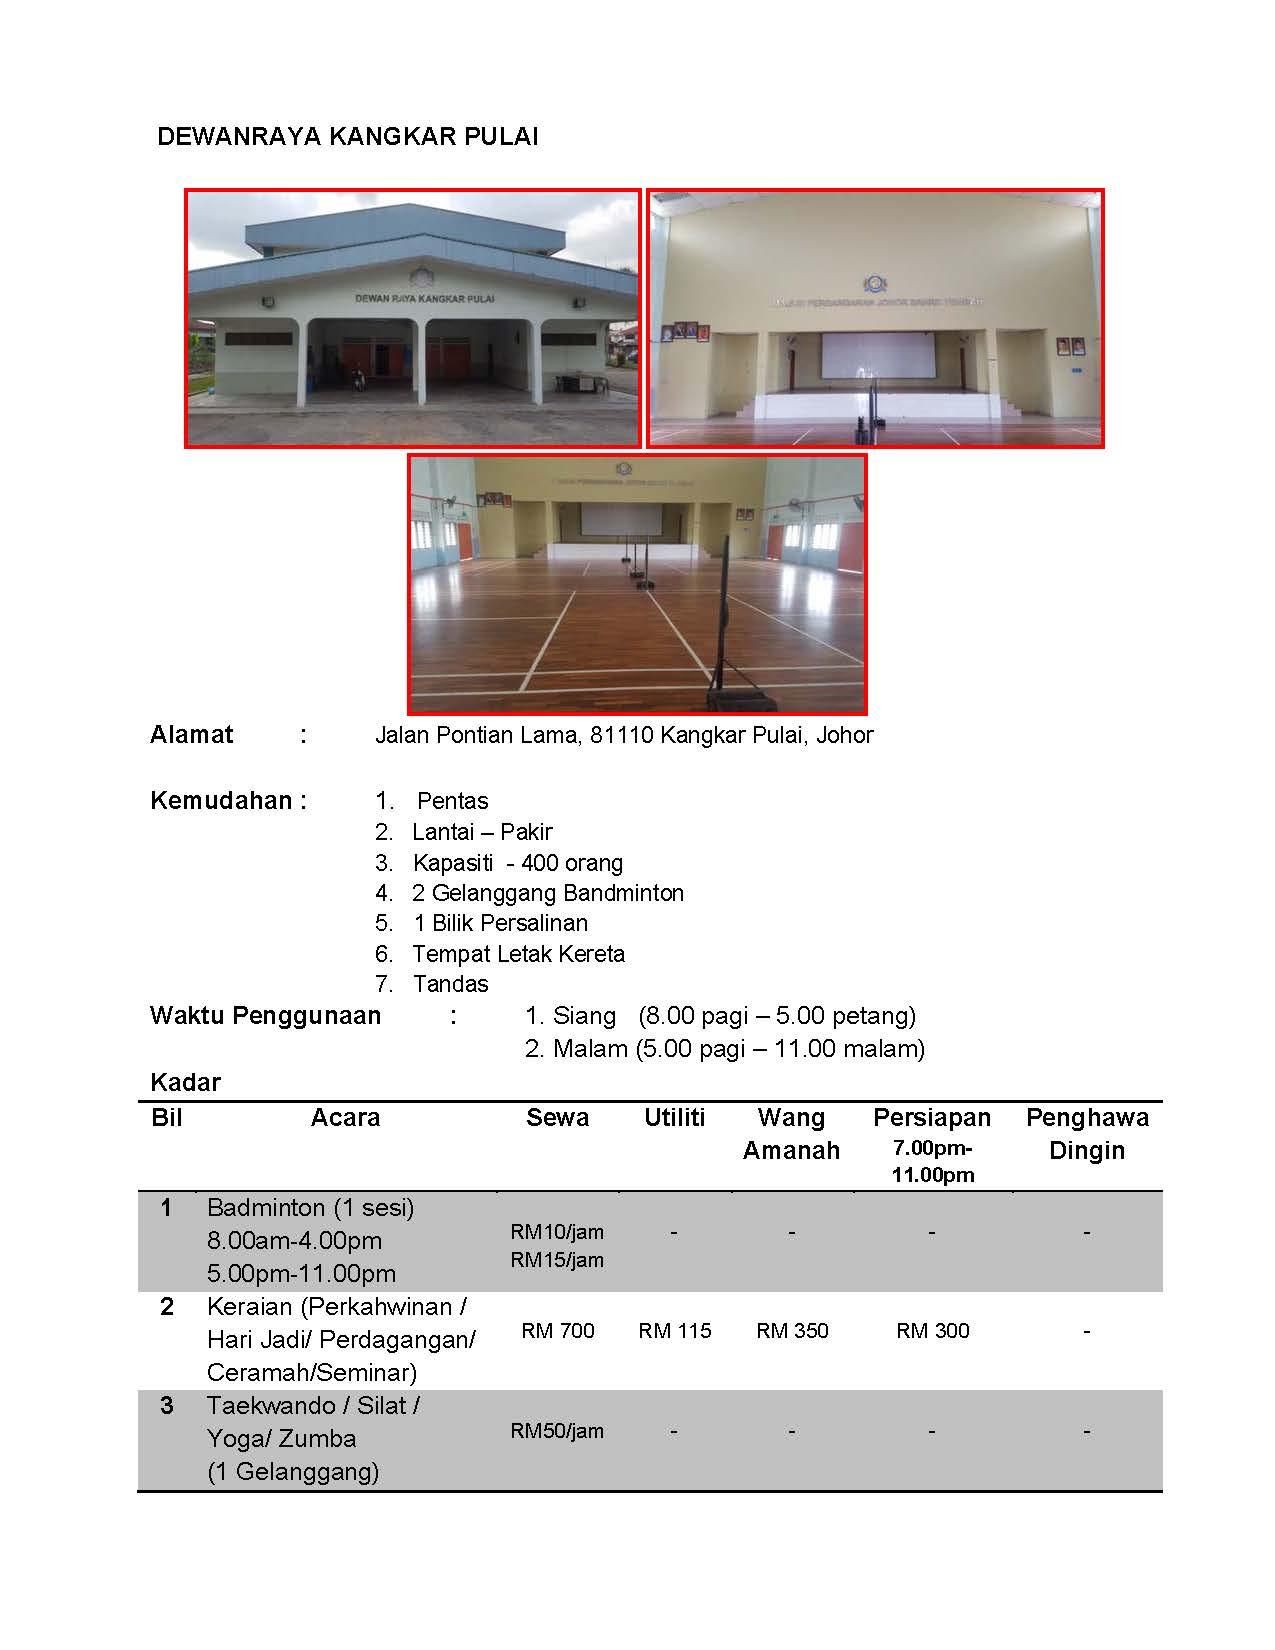 DEWANRAYA KANGKAR PULAI
DEWAN RAYA KANGKAR PULAI
MAJLIS PERBANDARAN JOHOR BAHRU TENGAH
Alamat : Jalan Pontian Lama, 81110 Kangkar Pulai, Johor
Kemudahan : 1. Pentas
2. Lantai – Pakir
3. Kapasiti - 400 orang
4. 2 Gelanggang Bandminton
5. 1 Bilik Persalinan
6. Tempat Letak Kereta
7. Tandas
Waktu Penggunaan : 1. Siang (8.00 pagi – 5.00 petang)
2. Malam (5.00 pagi – 11.00 malam)
Kadar
Bil Acara Sewa Utiliti Wang Amanah Persiapan 7.00pm-11.00pm Penghawa Dingin
1 Badminton (1 sesi)
8.00am-4.00pm RM10/jam - - - -
5.00pm-11.00pm RM15/jam
2 Keraian (Perkahwinan /
Hari Jadi/ Perdagangan/ RM 700 RM 115 RM 350 RM 300 -
Ceramah/Seminar)
3 Taekwando / Silat /
Yoga/ Zumba RM50/jam - - - -
(1 Gelanggang)